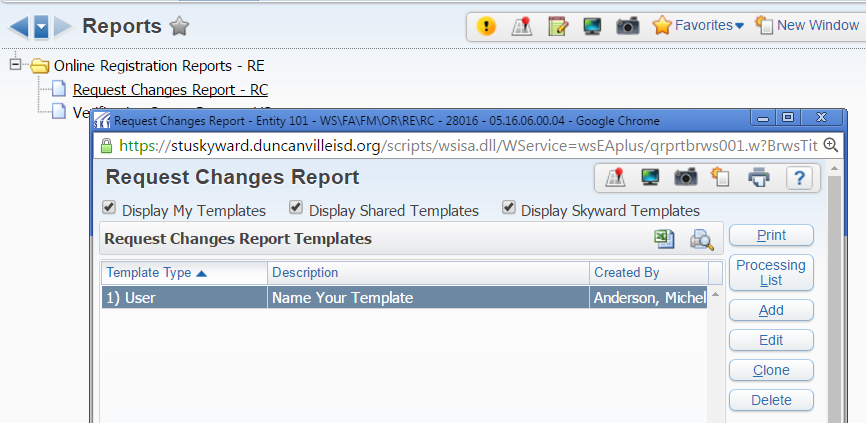 Reports
Favorites New Window
Online Registration Reports - RE
Request Changes Report - RC
Request Changes Report - Entity 101 - WS\FA\FM\OR\RE\RC - 28016 - 05.16.06.00.04 - Google Chrome
https://stuskyward.duncanvilleisd.org/scripts/wsisa.dll/WService=wsEAplus/qrprtbrws001.w?BrwsTit
Request Changes Report
?
Display My Templates Display Shared Templates Display Skyward Templates
Request Changes Report Templates
Print
Processing
List
Template Type Description Created By
1) User Name Your Template Anderson, Michel
Add
Edit
Clone
Delete